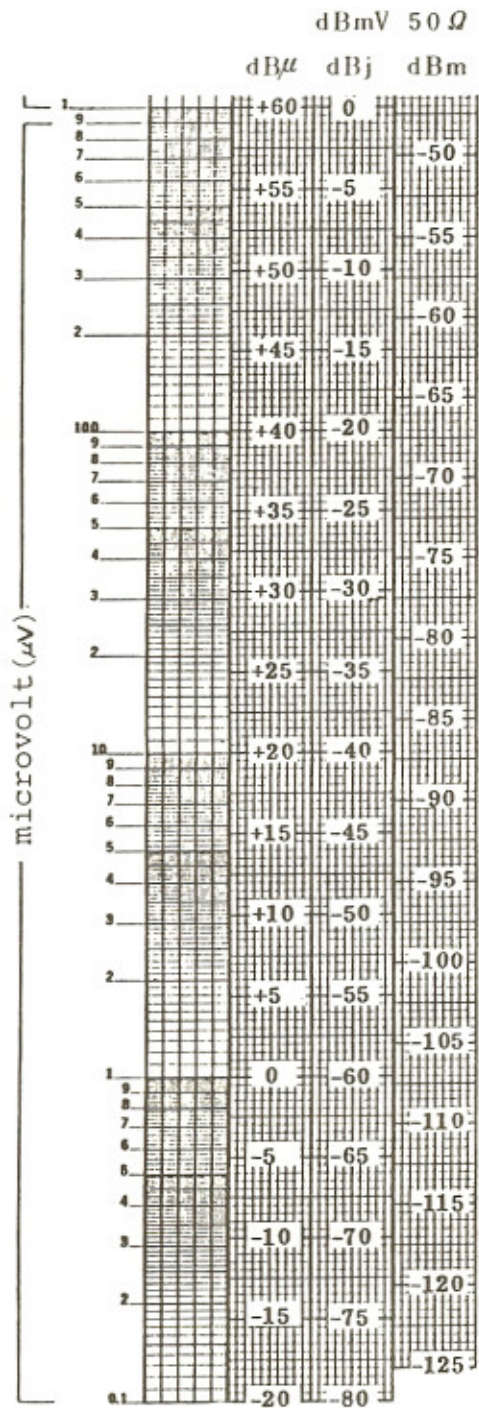 dBmV 50Ω
dBμ dBj dBm
1 +60 0
9
8 -50
7
6 +55 -5
5
4 -55
3 +50 -10
-60
2 +45 -15
-65
100 +40 -20
9
8 -70
7
6 +35 -25
5
4 -75
3 +30 -30
-80
2 +25 -35
-85
10 +20 -40
9
8 -90
7
6 +15 -45
5
4 -95
3 +10 -50
-100
2 +5 -55
-105
1 0 -60
9
8 -110
7
6 -5 -65
5
4 -115
3 -10 -70
-120
2 -15 -75
-125
0.1 -20 -80
microvolt (μV)